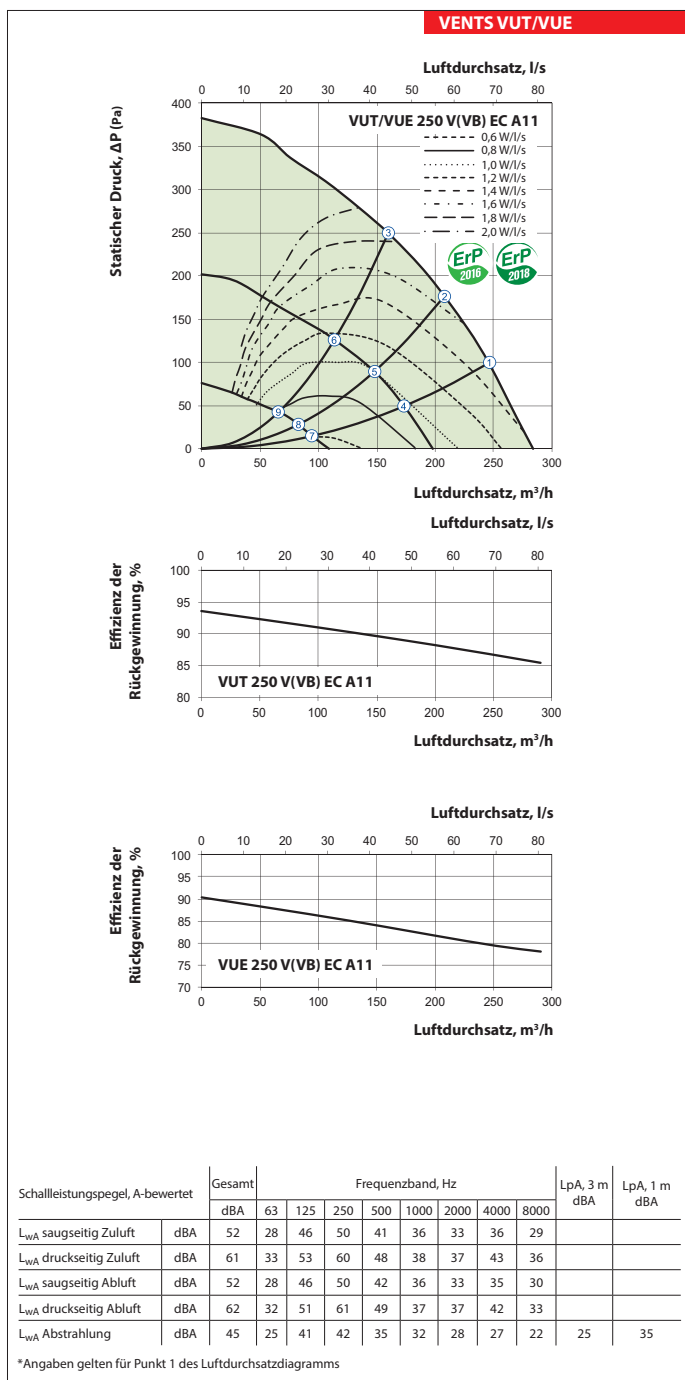 VENTS VUT/VUE
Luftdurchsatz, l/s
0 10 20 30 40 50 60 70 80
Statischer Druck, ΔP (Pa)
400
350
300
250
200
150
100
50
0
VUT/VUE 250 V(VB) EC A11
0,6 W/l/s
0,8 W/l/s
1,0 W/l/s
1,2 W/l/s
1,4 W/l/s
1,6 W/l/s
1,8 W/l/s
2,0 W/l/s
ErP 2016
ErP 2018
3
2
6
5
1
4
9
8
7
0 50 100 150 200 250 300
Luftdurchsatz, m³/h
Luftdurchsatz, l/s
0 10 20 30 40 50 60 70 80
Effizienz der
Rückgewinnung, %
100
95
90
85
80
VUT 250 V(VB) EC A11
0 50 100 150 200 250 300
Luftdurchsatz, m³/h
Luftdurchsatz, l/s
0 10 20 30 40 50 60 70 80
Effizienz der
Rückgewinnung, %
100
95
90
85
80
75
70
VUE 250 V(VB) EC A11
0 50 100 150 200 250 300
Luftdurchsatz, m³/h
Schallleistungspegel, A-bewertet Gesamt Frequenzband, Hz LpA, 3 m dBA LpA, 1 m dBA
dBA 63 125 250 500 1000 2000 4000 8000
LwA saugseitig Zuluft dBA 52 28 46 50 41 36 33 36 29
LwA druckseitig Zuluft dBA 61 33 53 60 48 38 37 43 36
LwA saugseitig Abluft dBA 52 28 46 50 42 36 33 35 30
LwA druckseitig Abluft dBA 62 32 51 61 49 37 37 42 33
LwA Abstrahlung dBA 45 25 41 42 35 32 28 27 22 25 35
*Angaben gelten für Punkt 1 des Luftdurchsatzdiagramms